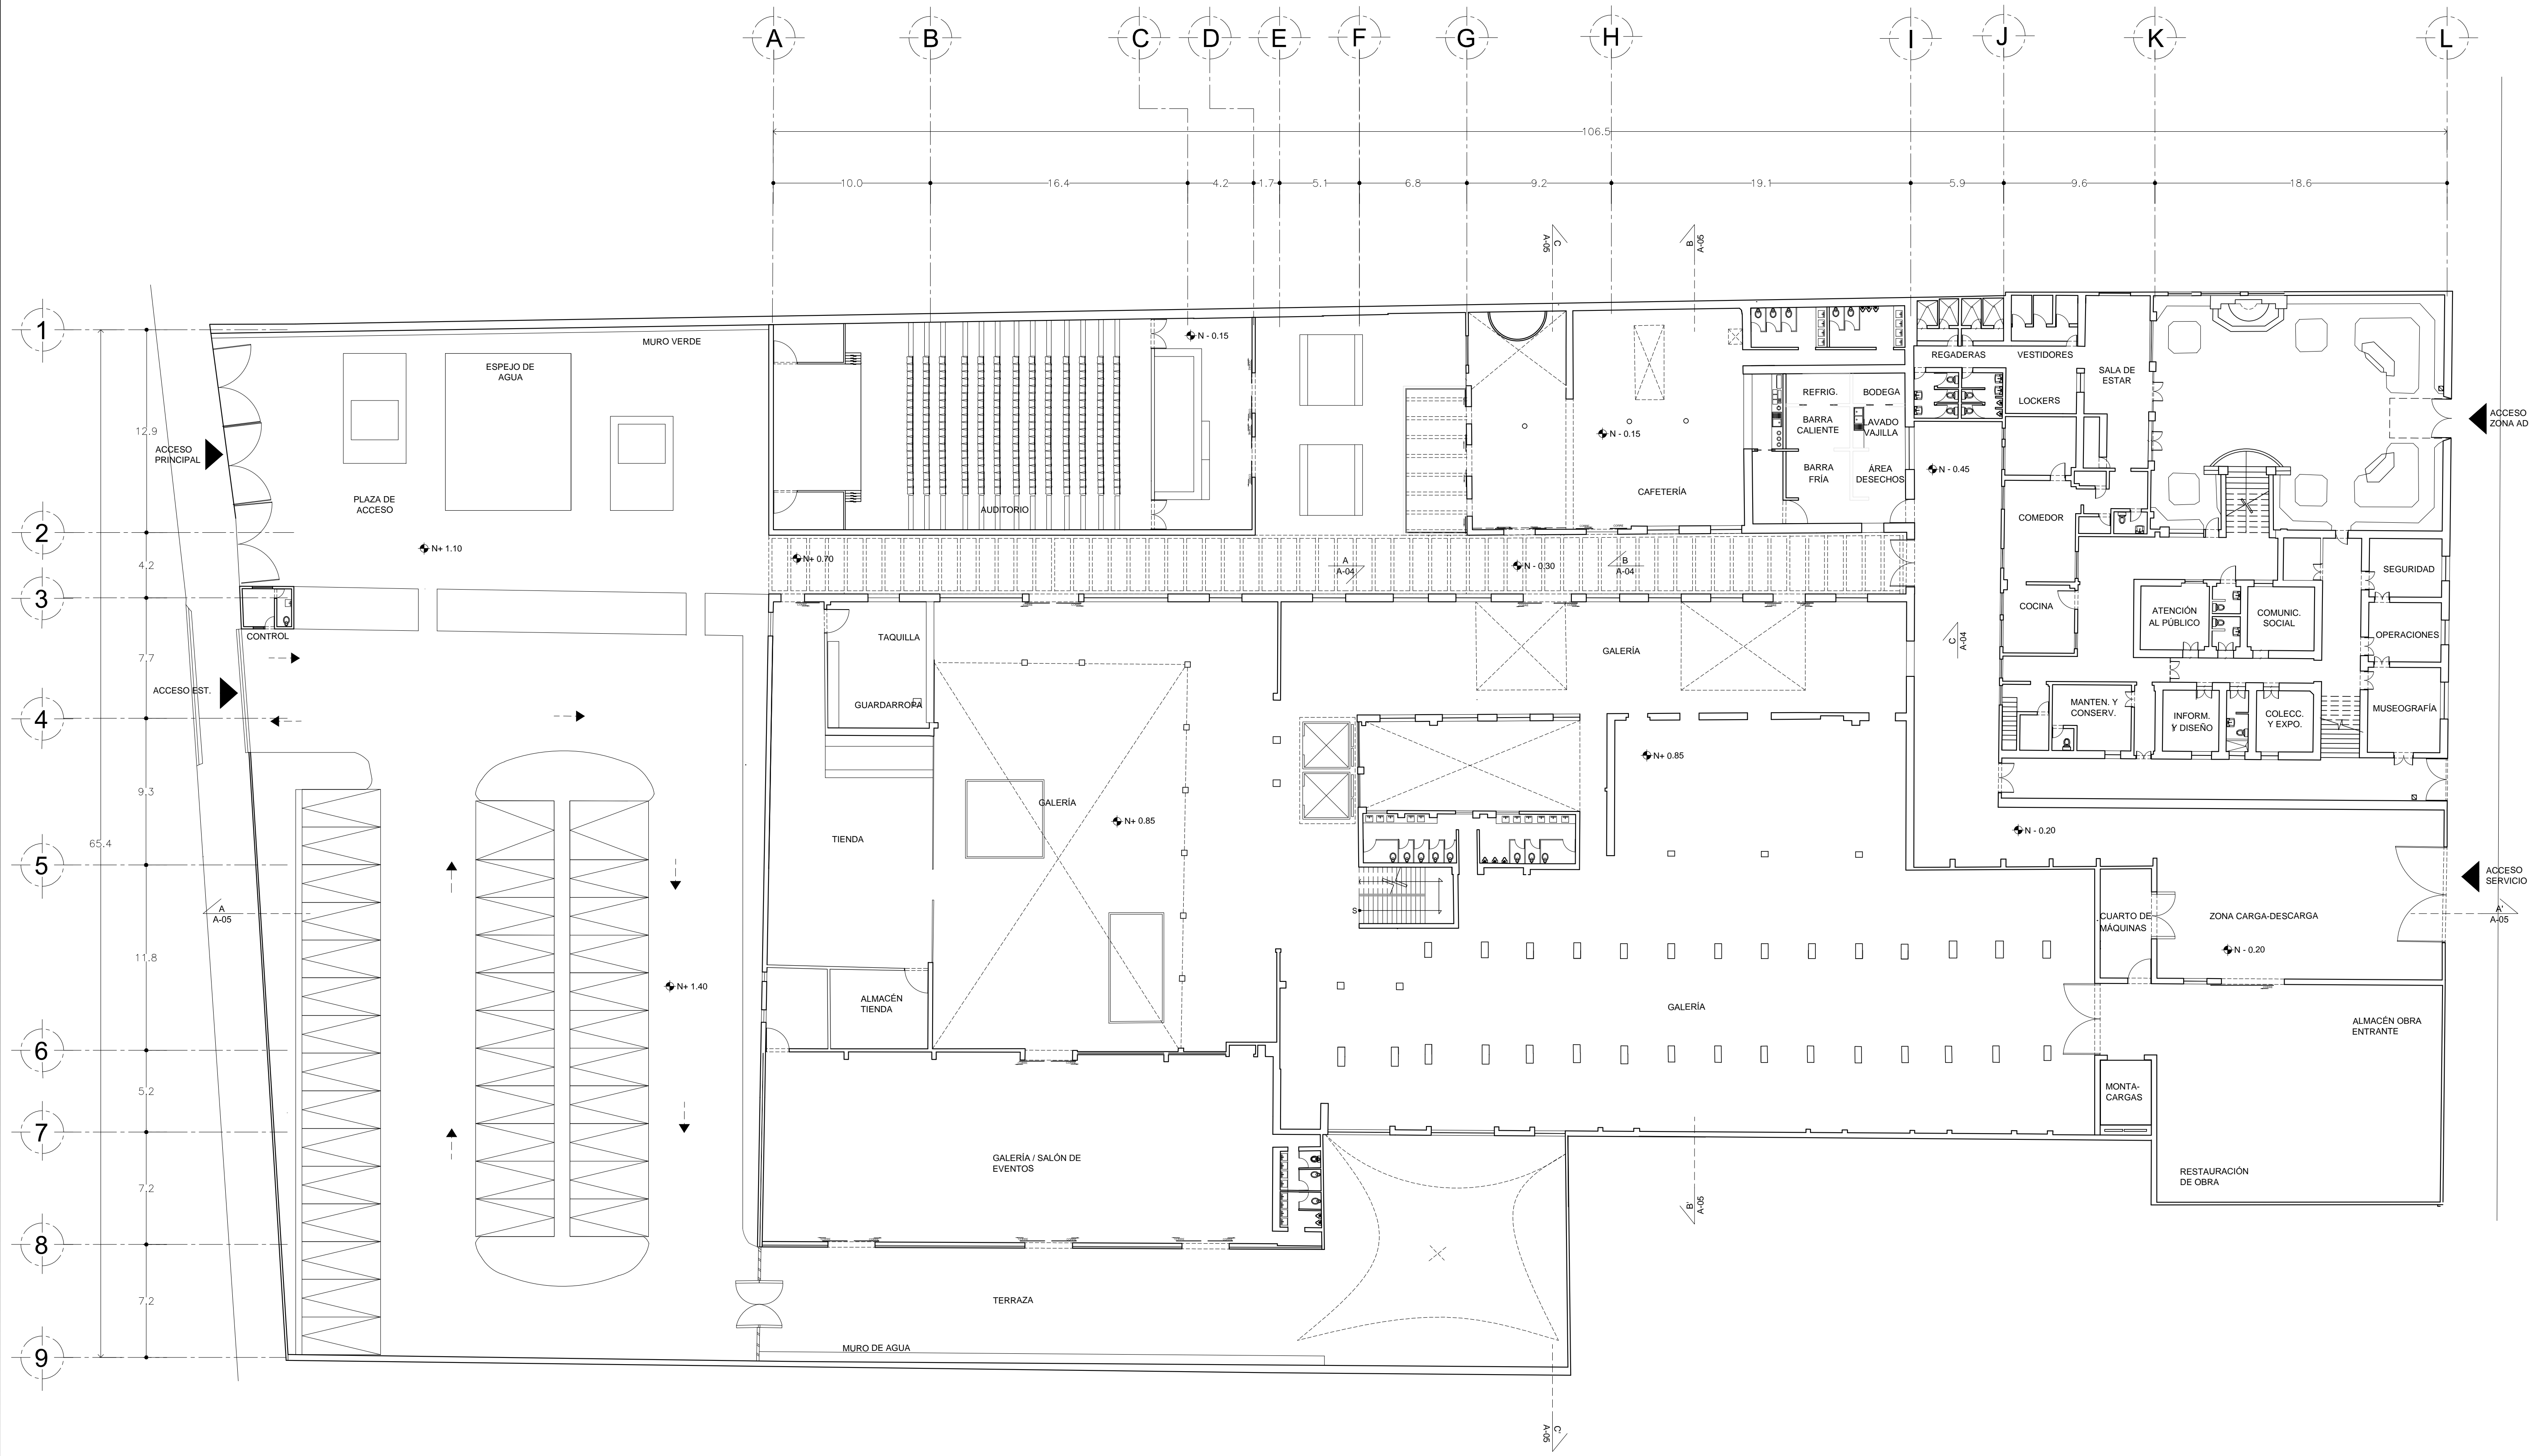 A B C D E F G H I J K L
106.5
10.0 16.4 4.2 1.7 5.1 6.8 9.2 19.1 5.9 9.6 18.6
1
2
3
4
5
6
7
8
9
12.9
4.2
7.7
9.3
11.8
5.2
7.2
7.2
65.4
C
A-05
B
A-05
MURO VERDE
ESPEJO DE
AGUA
ACCESO
PRINCIPAL
PLAZA DE
ACCESO
N+ 1.10
CONTROL
ACCESO EST.
A
A-05
N+ 1.40
N - 0.15
AUDITORIO
N+ 0.70
A
A-04
N - 0.30
B
A-04
N - 0.15
CAFETERÍA
REFRIG.
BODEGA
BARRA
CALIENTE
LAVADO
VAJILLA
BARRA
FRÍA
ÁREA
DESECHOS
REGADERAS
VESTIDORES
LOCKERS
SALA DE
ESTAR
N - 0.45
COMEDOR
COCINA
C
A-04
ACCESO
ZONA AD
SEGURIDAD
ATENCIÓN
AL PÚBLICO
COMUNIC.
SOCIAL
OPERACIONES
MANTEN. Y
CONSERV.
INFORM.
Y DISEÑO
COLECC.
Y EXPO.
MUSEOGRAFÍA
TAQUILLA
GUARDARROPA
GALERÍA
N+ 0.85
TIENDA
GALERÍA
N+ 0.85
S
N - 0.20
ACCESO
SERVICIO
A'
A-05
CUARTO DE
MÁQUINAS
ZONA CARGA-DESCARGA
N - 0.20
ALMACÉN
TIENDA
GALERÍA
ALMACÉN OBRA
ENTRANTE
MONTA-
CARGAS
RESTAURACIÓN
DE OBRA
GALERÍA / SALÓN DE
EVENTOS
B'
A-05
TERRAZA
MURO DE AGUA
C'
A-05